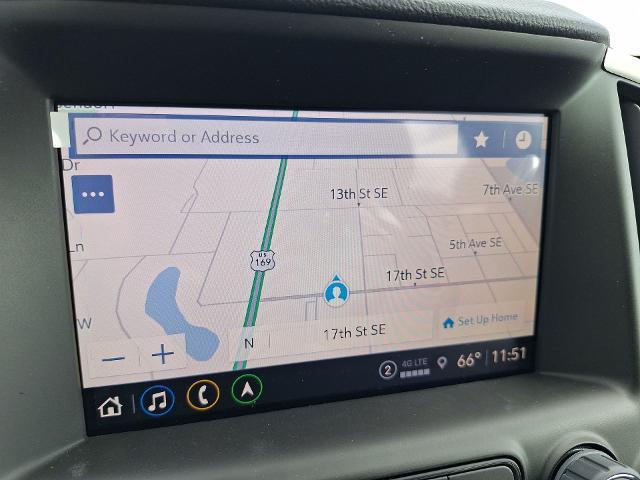 Keyword or Address
Dr
13th St SE
7th Ave SE
Ln
US
169
5th Ave SE
17th St SE
W
N
17th St SE
Set Up Home
2
4G LTE
66°
11:51